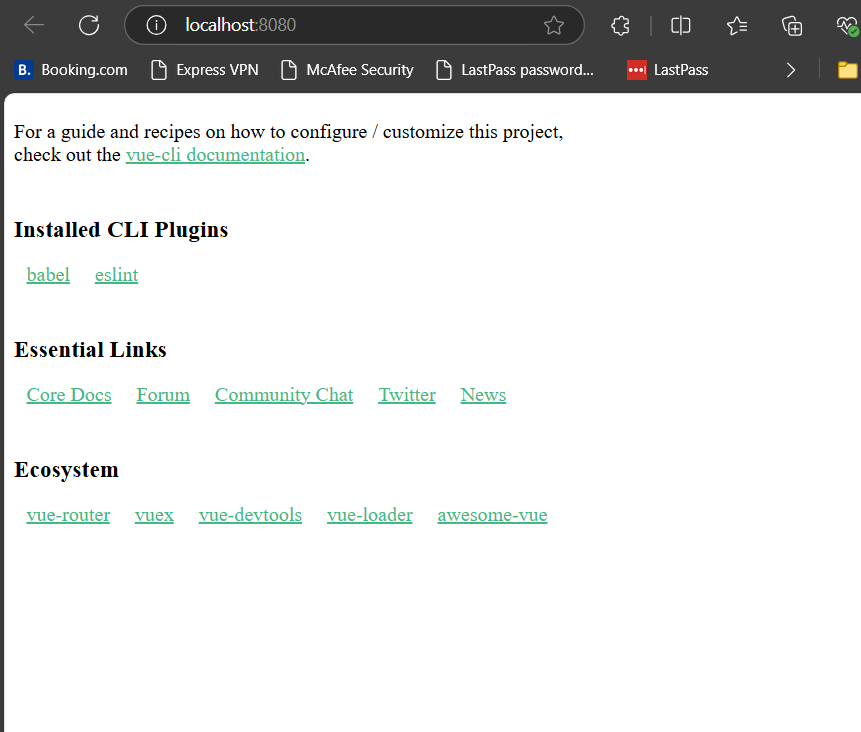 localhost:8080
B. Booking.com Express VPN McAfee Security LastPass password... LastPass
For a guide and recipes on how to configure / customize this project,
check out the vue-cli documentation.
Installed CLI Plugins
babel eslint
Essential Links
Core Docs Forum Community Chat Twitter News
Ecosystem
vue-router vuex vue-devtools vue-loader awesome-vue